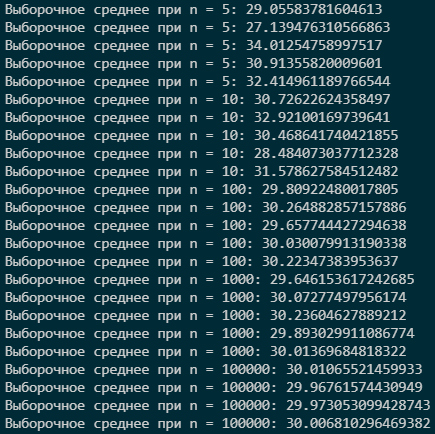 Выборочное среднее при n = 5: 29.05583781604613
Выборочное среднее при n = 5: 27.139476310566863
Выборочное среднее при n = 5: 34.01254758997517
Выборочное среднее при n = 5: 30.91355820009601
Выборочное среднее при n = 5: 32.414961189766544
Выборочное среднее при n = 10: 30.72622624358497
Выборочное среднее при n = 10: 32.92100169739641
Выборочное среднее при n = 10: 30.468641740421855
Выборочное среднее при n = 10: 28.484073037712328
Выборочное среднее при n = 10: 31.578627584512482
Выборочное среднее при n = 100: 29.80922480017805
Выборочное среднее при n = 100: 30.264882857157886
Выборочное среднее при n = 100: 29.657744427294638
Выборочное среднее при n = 100: 30.030079913190338
Выборочное среднее при n = 100: 30.22347383953637
Выборочное среднее при n = 1000: 29.646153617242685
Выборочное среднее при n = 1000: 30.07277497956174
Выборочное среднее при n = 1000: 30.23604627889212
Выборочное среднее при n = 1000: 29.893029911086774
Выборочное среднее при n = 1000: 30.01369684818322
Выборочное среднее при n = 100000: 30.01065521459933
Выборочное среднее при n = 100000: 29.96761574430949
Выборочное среднее при n = 100000: 29.973053099428743
Выборочное среднее при n = 100000: 30.006810296469382